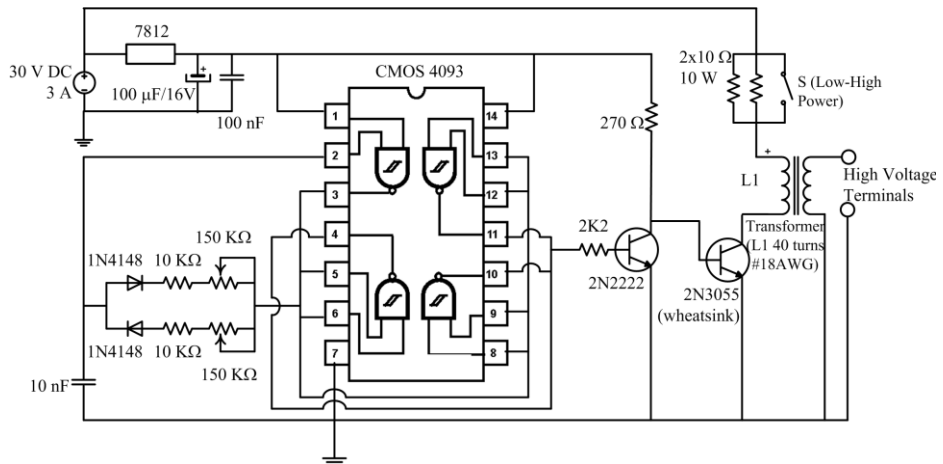 7812
30 V DC
3 A
100 µF/16V
100 nF
CMOS 4093
1
2
3
4
5
6
7
14
13
12
11
10
9
8
270 Ω
2x10 Ω
10 W
S (Low-High
Power)
+
L1
High Voltage
Terminals
Transformer
(L1 40 turns
#18AWG)
2K2
2N2222
2N3055
(wheatsink)
150 KΩ
1N4148
10 KΩ
1N4148
10 KΩ
150 KΩ
10 nF